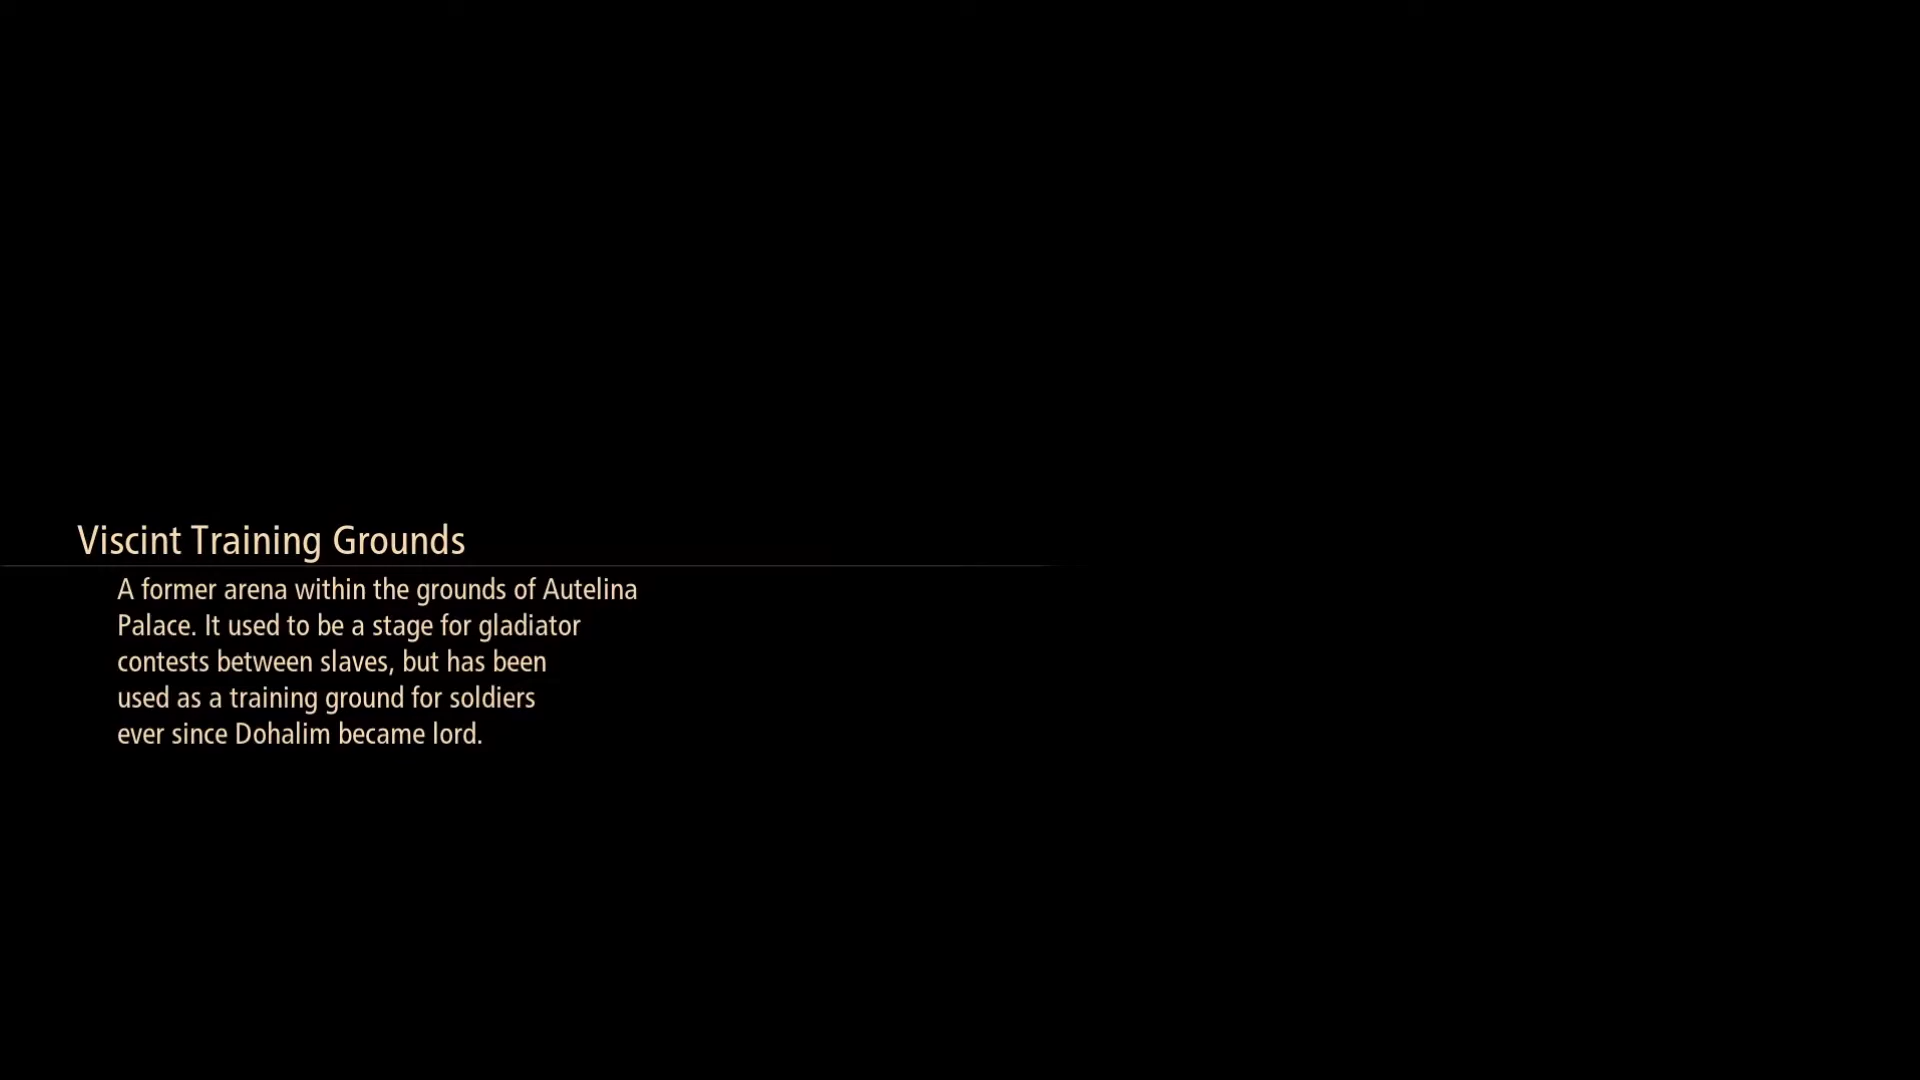 Viscint Training Grounds
A former arena within the grounds of Autelina
Palace. It used to be a stage for gladiator
contests between slaves, but has been
used as a training ground for soldiers
ever since Dohalim became lord.